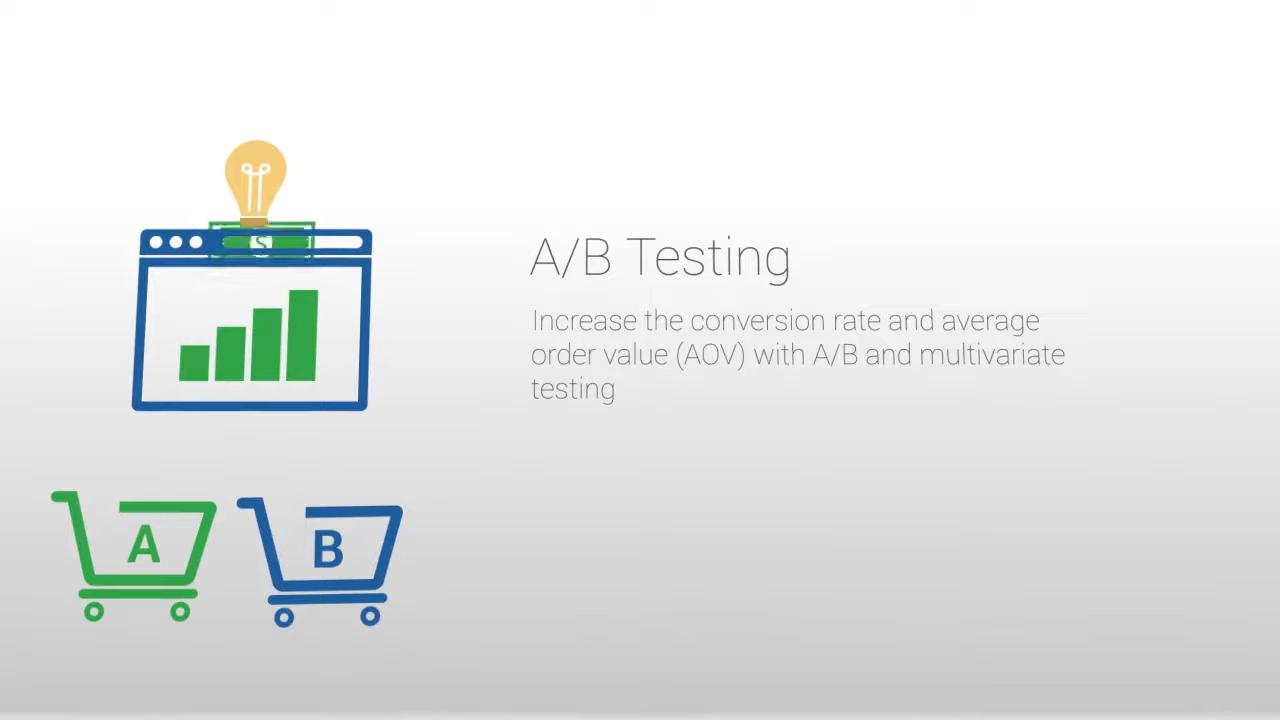 $
A/B Testing
Increase the conversion rate and average
order value (AOV) with A/B and multivariate
testing
A
B